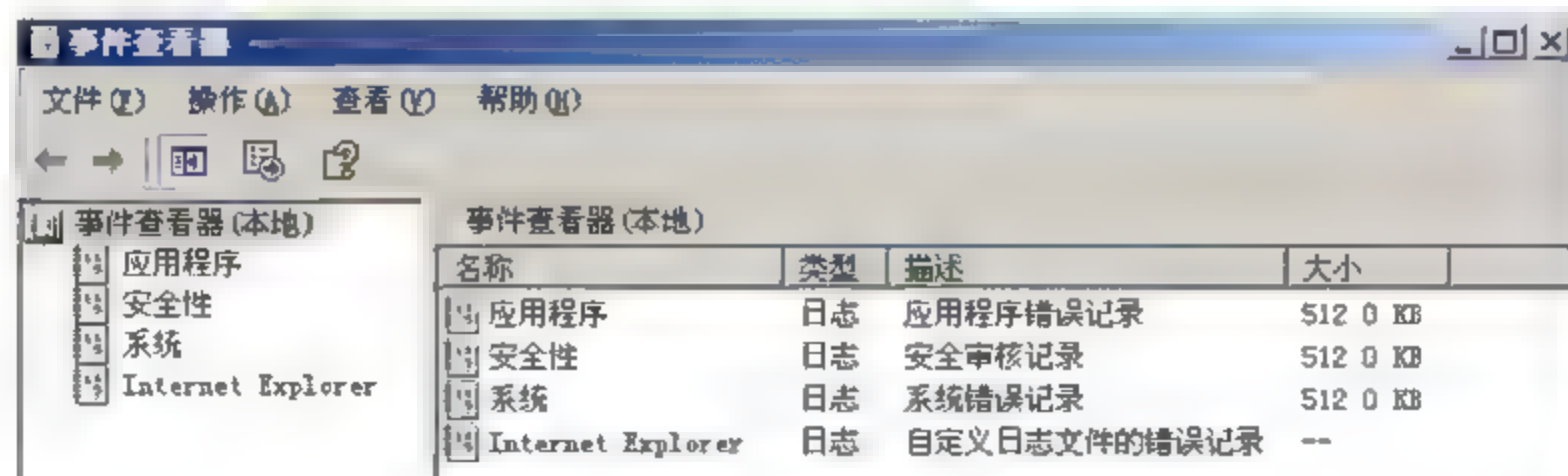 事件查看器
文件(F) 操作(A) 查看(V) 帮助(H)
事件查看器(本地)
应用程序
安全性
系统
Internet Explorer
事件查看器(本地)
名称 类型 描述 大小
应用程序 日志 应用程序错误记录 512 0 KB
安全性 日志 安全审核记录 512 0 KB
系统 日志 系统错误记录 512 0 KB
Internet Explorer 日志 自定义日志文件的错误记录 --